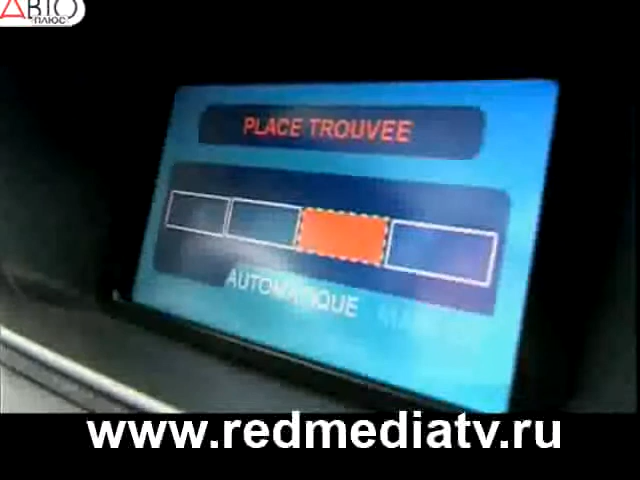 АВТО
ПЛЮС
PLACE TROUVEE
AUTOMATIQUE
www.redmediatv.ru